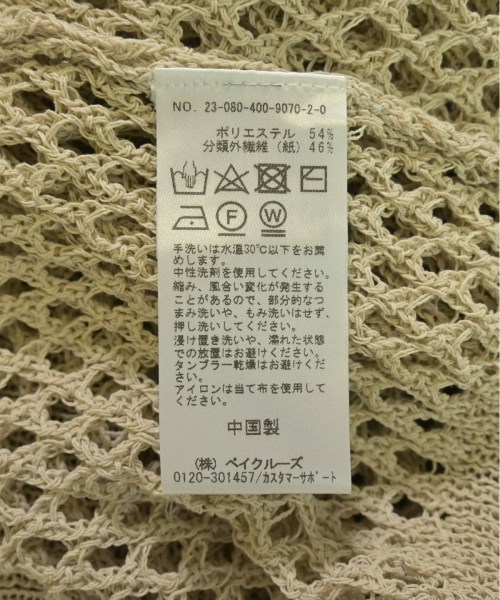 NO. 23-080-400-9070-2-0
ポリエステル 54%
分類外繊維(紙)46%
F
W
手洗いは水温30℃以下をお薦
めします。
中性洗剤を使用してください。
縮み、風合い変化が発生する
ことがあるので、部分的なつ
まみ洗いや、もみ洗いはせず、
押し洗いしてください。
浸け置き洗いや、濡れた状態
での放置はお避けください。
タンブラー乾燥はお避けくだ
さい。
アイロンは当て布を使用して
ください。
中国製
(株) ベイクルーズ
0120-301457/カスタマーサポート